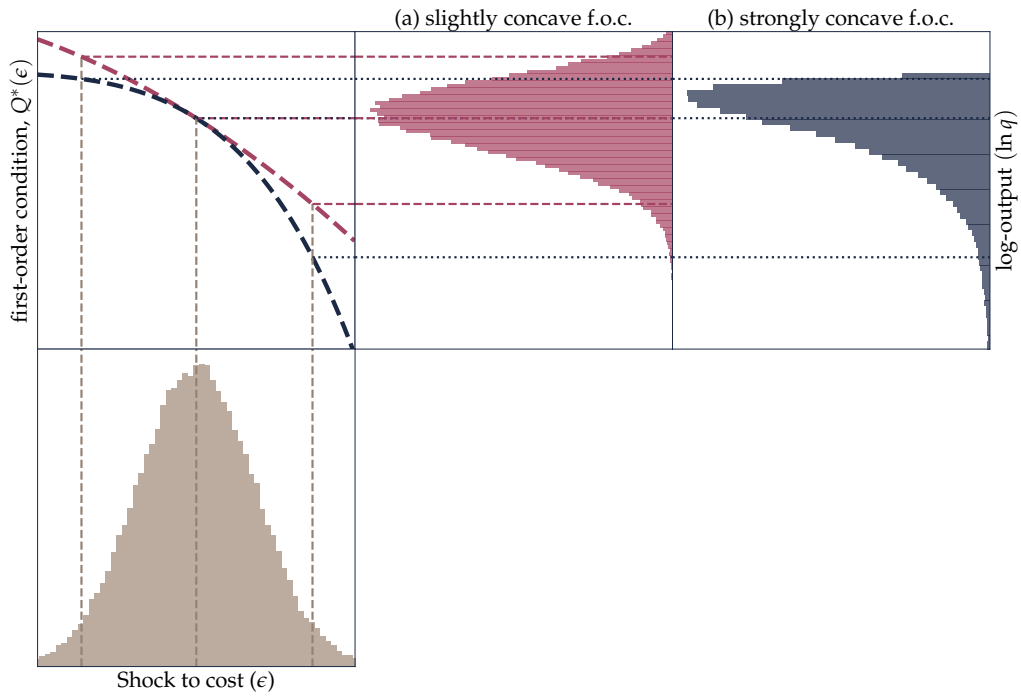 (a) slightly concave f.o.c.
(b) strongly concave f.o.c.
first-order condition, Q*(ϵ)
log-output (ln q)
Shock to cost (ϵ)